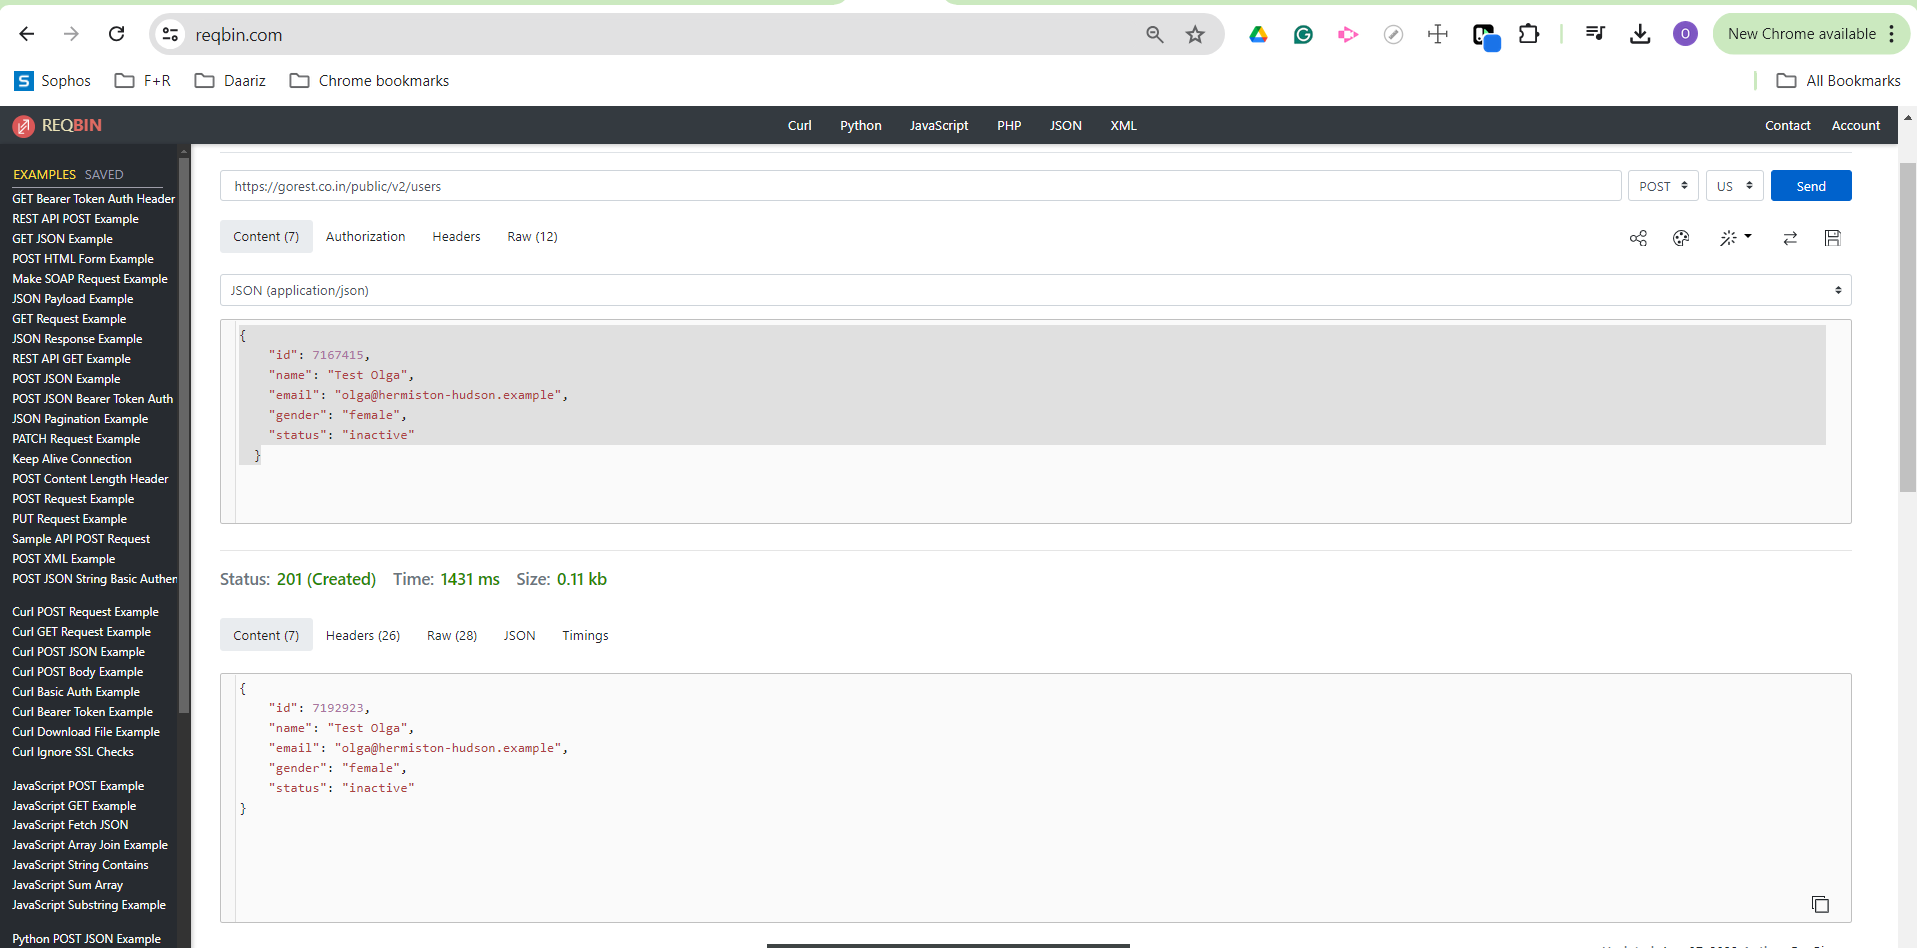 reqbin.com
O
New Chrome available
S Sophos
F+R
Daariz
Chrome bookmarks
All Bookmarks
REQBIN
Curl
Python
JavaScript
PHP
JSON
XML
Contact
Account
EXAMPLES SAVED
GET Bearer Token Auth Header
REST API POST Example
GET JSON Example
POST HTML Form Example
Make SOAP Request Example
JSON Payload Example
GET Request Example
JSON Response Example
REST API GET Example
POST JSON Example
POST JSON Bearer Token Auth
JSON Pagination Example
PATCH Request Example
Keep Alive Connection
POST Content Length Header
POST Request Example
PUT Request Example
Sample API POST Request
POST XML Example
POST JSON String Basic Authen
Curl POST Request Example
Curl GET Request Example
Curl POST JSON Example
Curl POST Body Example
Curl Basic Auth Example
Curl Bearer Token Example
Curl Download File Example
Curl Ignore SSL Checks
JavaScript POST Example
JavaScript GET Example
JavaScript Fetch JSON
JavaScript Array Join Example
JavaScript String Contains
JavaScript Sum Array
JavaScript Substring Example
Python POST JSON Example
https://gorest.co.in/public/v2/users
POST
US
Send
Content (7)
Authorization
Headers
Raw (12)
JSON (application/json)
{
"id": 7167415,
"name": "Test Olga",
"email": "olga@hermiston-hudson.example",
"gender": "female",
"status": "inactive"
}
Status: 201 (Created) Time: 1431 ms Size: 0.11 kb
Content (7)
Headers (26)
Raw (28)
JSON
Timings
{
"id": 7192923,
"name": "Test Olga",
"email": "olga@hermiston-hudson.example",
"gender": "female",
"status": "inactive"
}